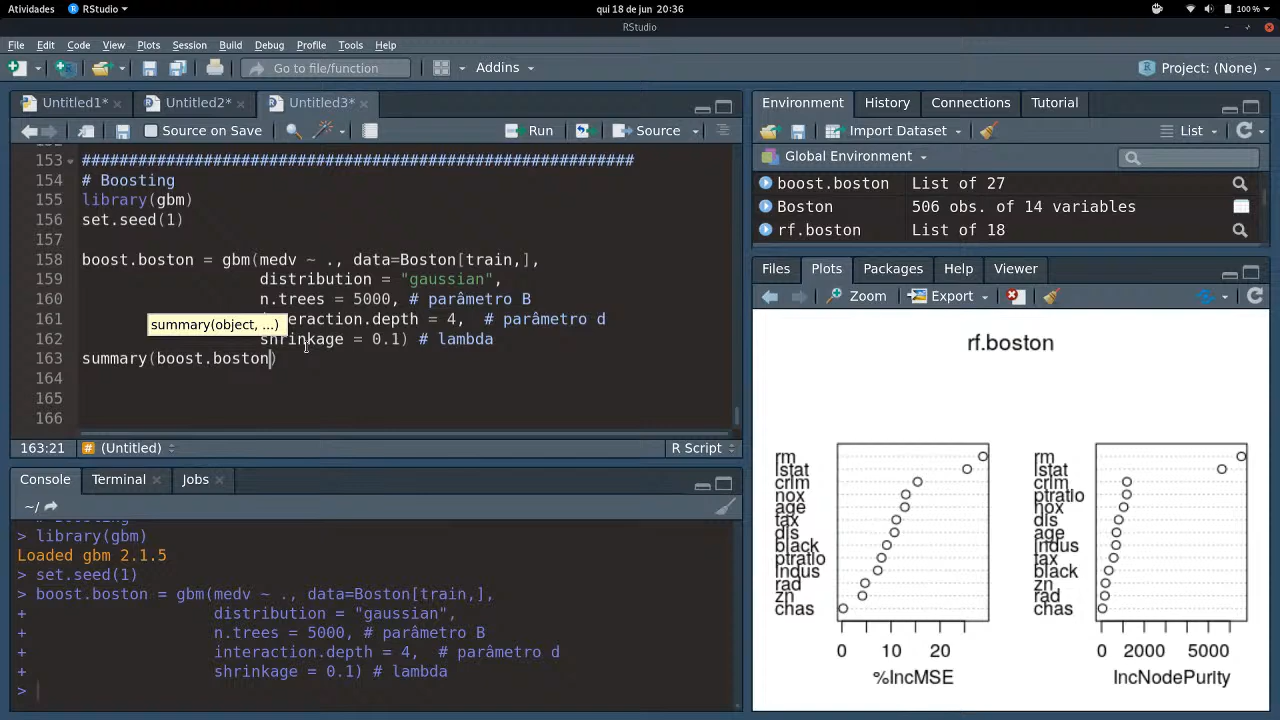 Atividades RStudio qui 18 de jun 20:36 100%
RStudio
File Edit Code View Plots Session Build Debug Profile Tools Help
Go to file/function Addins Project: (None)
Untitled1* Untitled2* Untitled3*
Source on Save Run Source
153 ###########################################################
154 # Boosting
155 library(gbm)
156 set.seed(1)
157
158 boost.boston = gbm(medv ~ ., data=Boston[train,],
159 distribution = "gaussian",
160 n.trees = 5000, # parâmetro B
161 interaction.depth = 4, # parâmetro d
summary(object, ...)
162 shrinkage = 0.1) # lambda
163 summary(boost.boston)
164
165
166
163:21 (Untitled) R Script
Console Terminal Jobs
~/
# Boosting
> library(gbm)
Loaded gbm 2.1.5
> set.seed(1)
> boost.boston = gbm(medv ~ ., data=Boston[train,],
+ distribution = "gaussian",
+ n.trees = 5000, # parâmetro B
+ interaction.depth = 4, # parâmetro d
+ shrinkage = 0.1) # lambda
>
Environment History Connections Tutorial
Import Dataset List
Global Environment
boost.boston List of 27
Boston 506 obs. of 14 variables
rf.boston List of 18
Files Plots Packages Help Viewer
Zoom Export
rf.boston
rm
lstat
crim
nox
age
tax
dis
black
ptratio
indus
rad
zn
chas
0 10 20
%IncMSE
rm
lstat
crim
ptratio
nox
dis
age
indus
tax
black
zn
rad
chas
0 2000 5000
IncNodePurity